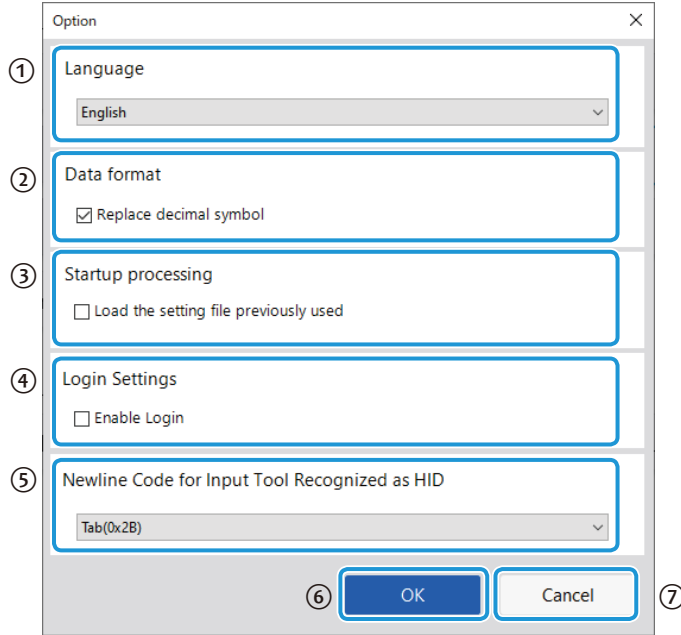 Option
① Language
English
② Data format
Replace decimal symbol
③ Startup processing
Load the setting file previously used
④ Login Settings
Enable Login
⑤ Newline Code for Input Tool Recognized as HID
Tab(0x2B)
⑥ OK Cancel ⑦